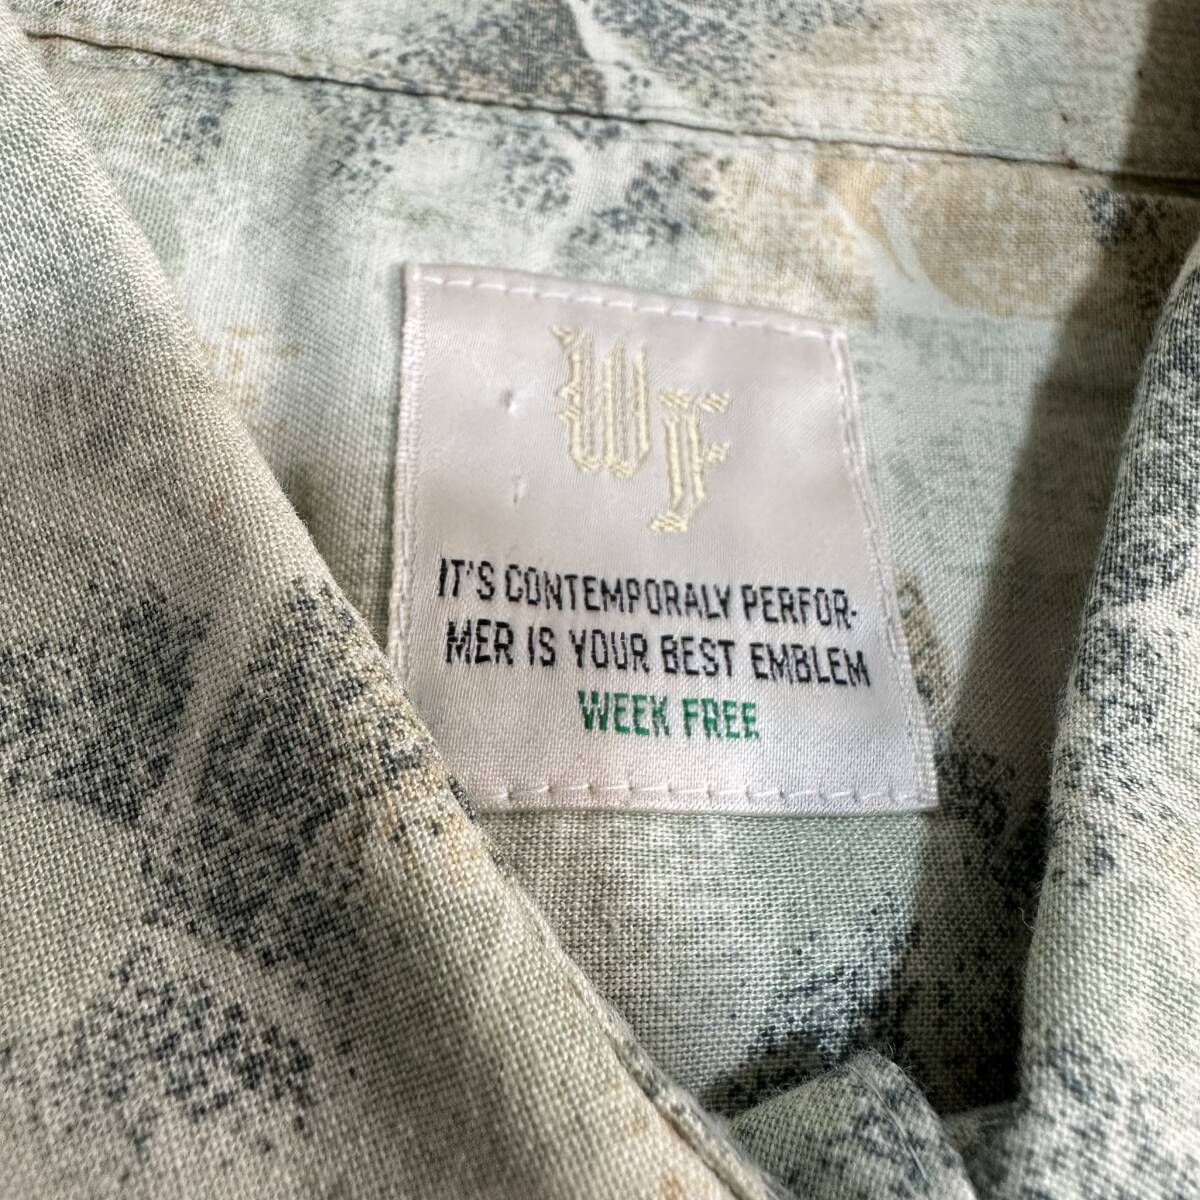 WF
IT'S CONTEMPORALY PERFOR-
MER IS YOUR BEST EMBLEM
WEEK FREE